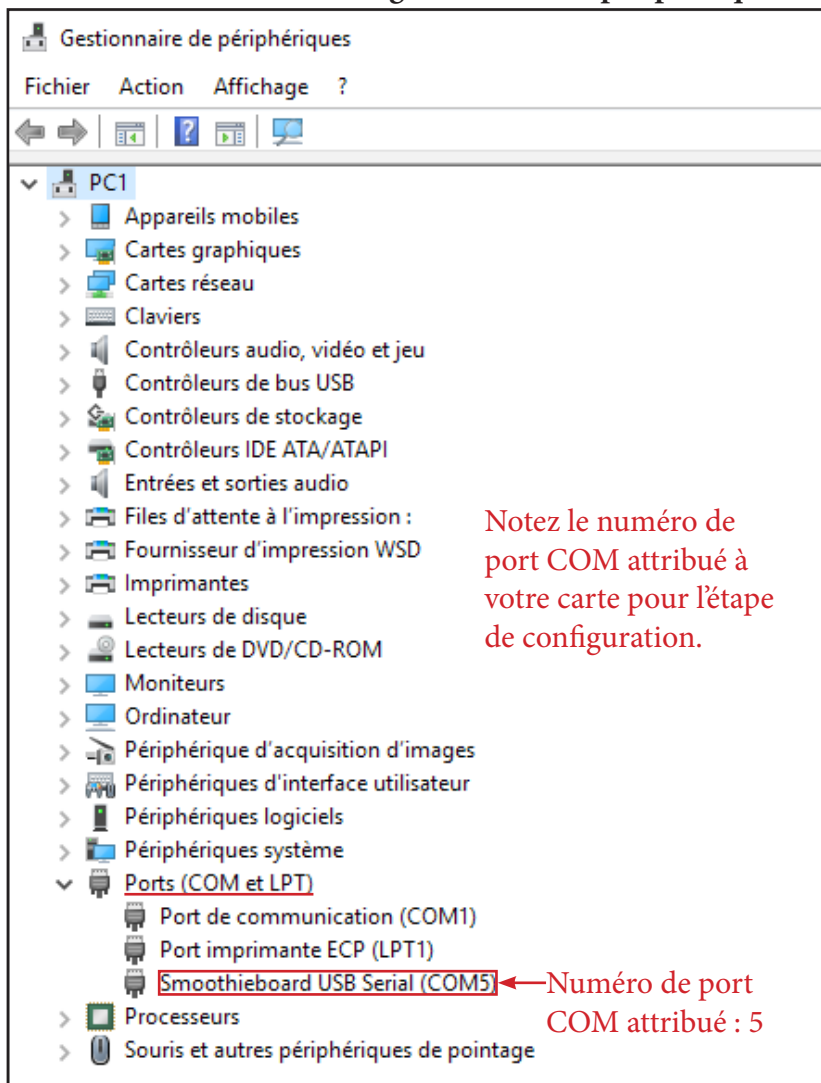 Gestionnaire de périphériques
Fichier Action Affichage ?
PC1
Appareils mobiles
Cartes graphiques
Cartes réseau
Claviers
Contrôleurs audio, vidéo et jeu
Contrôleurs de bus USB
Contrôleurs de stockage
Contrôleurs IDE ATA/ATAPI
Entrées et sorties audio
Files d'attente à l'impression :
Fournisseur d'impression WSD
Imprimantes
Lecteurs de disque
Lecteurs de DVD/CD-ROM
Moniteurs
Ordinateur
Périphérique d'acquisition d'images
Périphériques d'interface utilisateur
Périphériques logiciels
Périphériques système
Ports (COM et LPT)
Port de communication (COM1)
Port imprimante ECP (LPT1)
Smoothieboard USB Serial (COM5)
Processeurs
Souris et autres périphériques de pointage
Notez le numéro de
port COM attribué à
votre carte pour l'étape
de configuration.
Numéro de port
COM attribué : 5